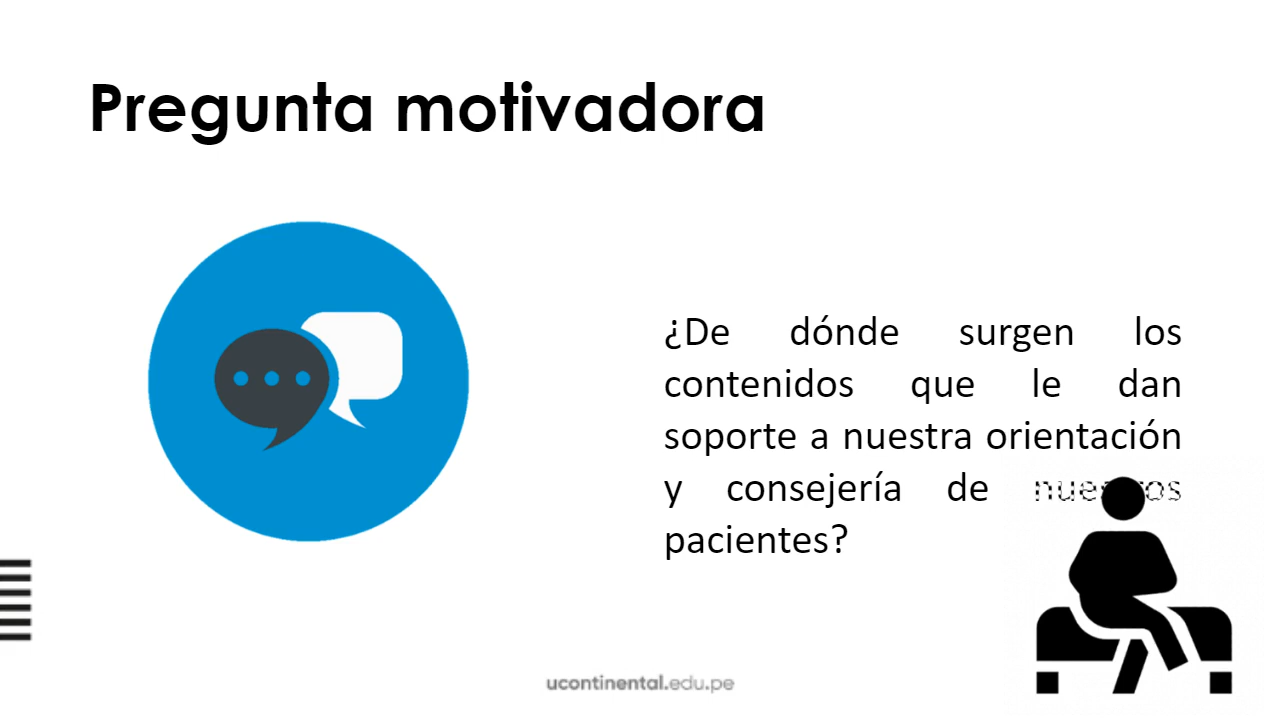 Pregunta motivadora
¿De dónde surgen los
contenidos que le dan
soporte a nuestra orientación
y consejería de nuestros
pacientes?
ucontinental.edu.pe